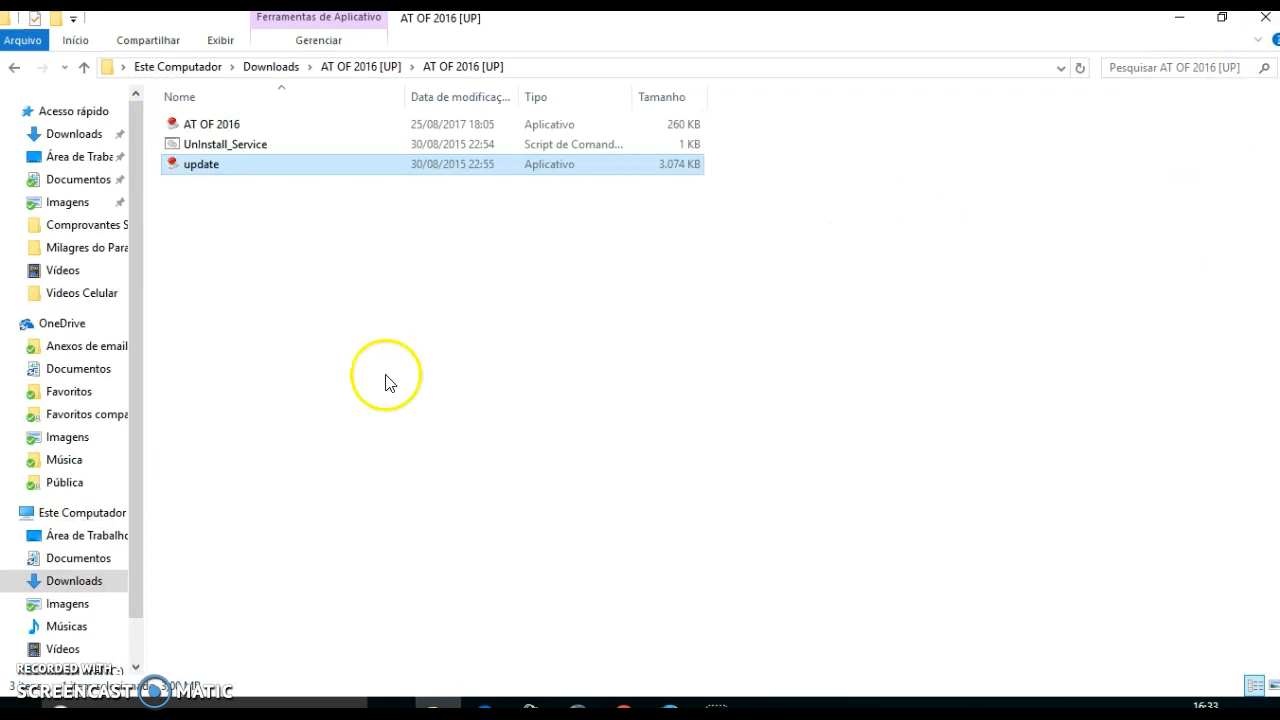 Ferramentas de Aplicativo AT OF 2016 [UP]
Arquivo Início Compartilhar Exibir Gerenciar
Este Computador Downloads AT OF 2016 [UP] AT OF 2016 [UP] Pesquisar AT OF 2016 [UP]
Nome Data de modificaç... Tipo Tamanho
AT OF 2016 25/08/2017 18:05 Aplicativo 260 KB
UnInstall_Service 30/08/2015 22:54 Script de Comand... 1 KB
update 30/08/2015 22:55 Aplicativo 3.074 KB
Acesso rápido
Downloads
Área de Traba
Documentos
Imagens
Comprovantes S
Milagres do Para
Vídeos
Videos Celular
OneDrive
Anexos de email
Documentos
Favoritos
Favoritos compa
Imagens
Música
Pública
Este Computador
Área de Trabalho
Documentos
Downloads
Imagens
Músicas
Vídeos
RECORDED WITH
SCREENCAST MATIC
16:33